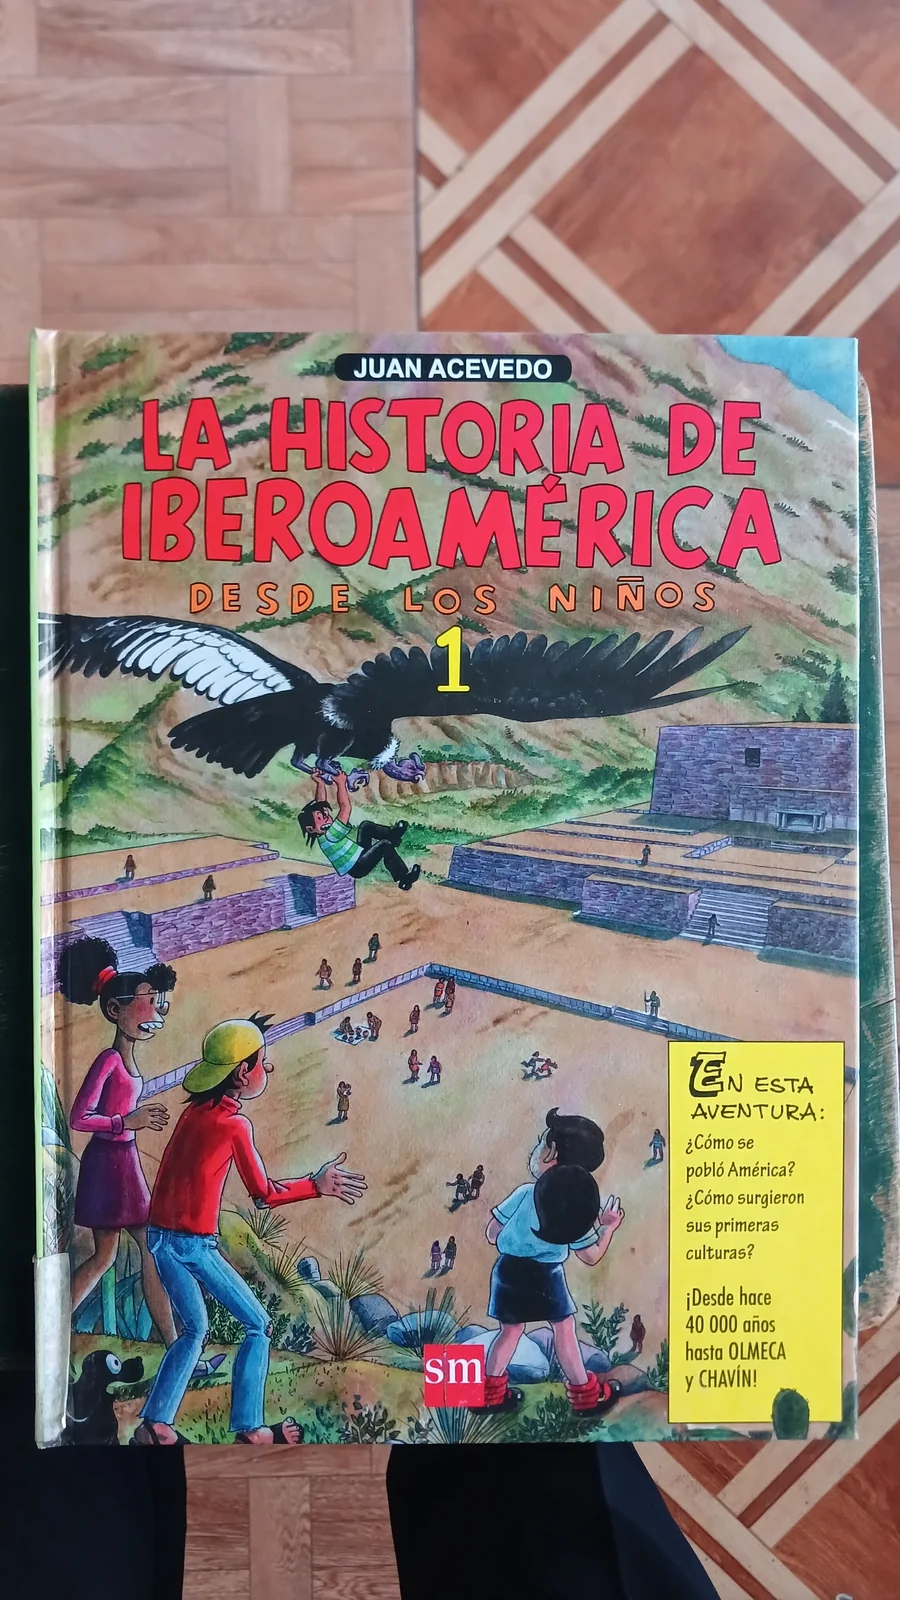 JUAN ACEVEDO
LA HISTORIA DE
IBEROAMÉRICA
DESDE LOS NIÑOS
1
EN ESTA
AVENTURA:
¿Cómo se
pobló América?
¿Cómo surgieron
sus primeras
culturas?
¡Desde hace
40 000 años
hasta OLMECA
y CHAVÍN!
sm